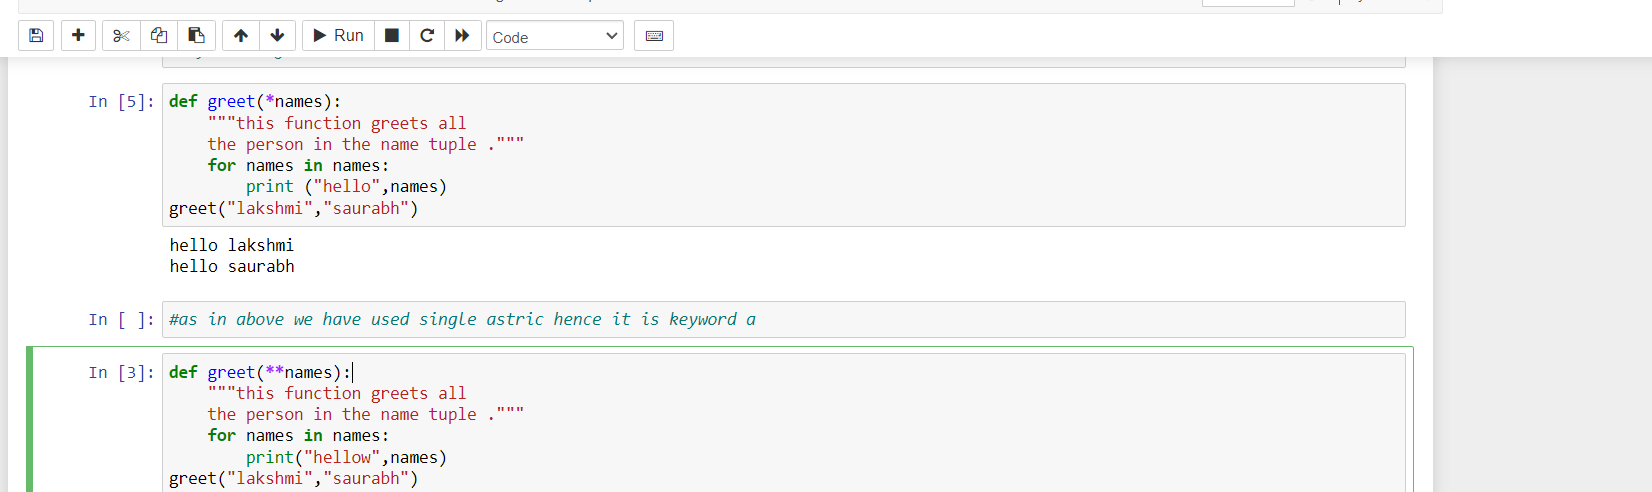 Run
Code
In [5]:
def greet(*names):
"""this function greets all
the person in the name tuple ."""
for names in names:
print ("hello",names)
greet("lakshmi","saurabh")
hello lakshmi
hello saurabh
In [ ]:
#as in above we have used single astric hence it is keyword a
In [3]:
def greet(**names):
"""this function greets all
the person in the name tuple ."""
for names in names:
print("hellow",names)
greet("lakshmi","saurabh")